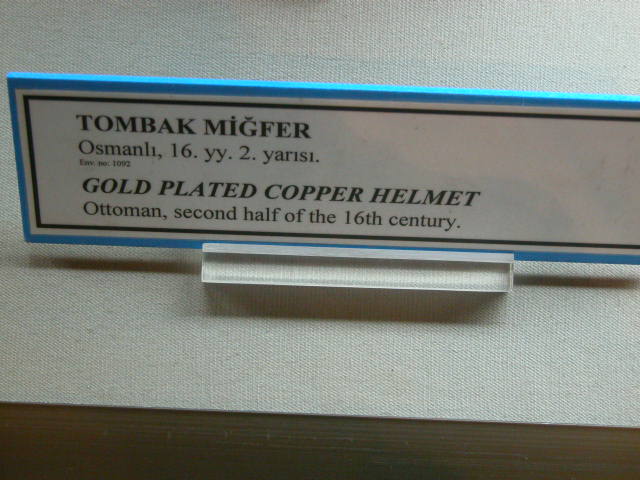 TOMBAK MİĞFER
Osmanlı, 16. yy. 2. yarısı.
Env. no: 1092
GOLD PLATED COPPER HELMET
Ottoman, second half of the 16th century.